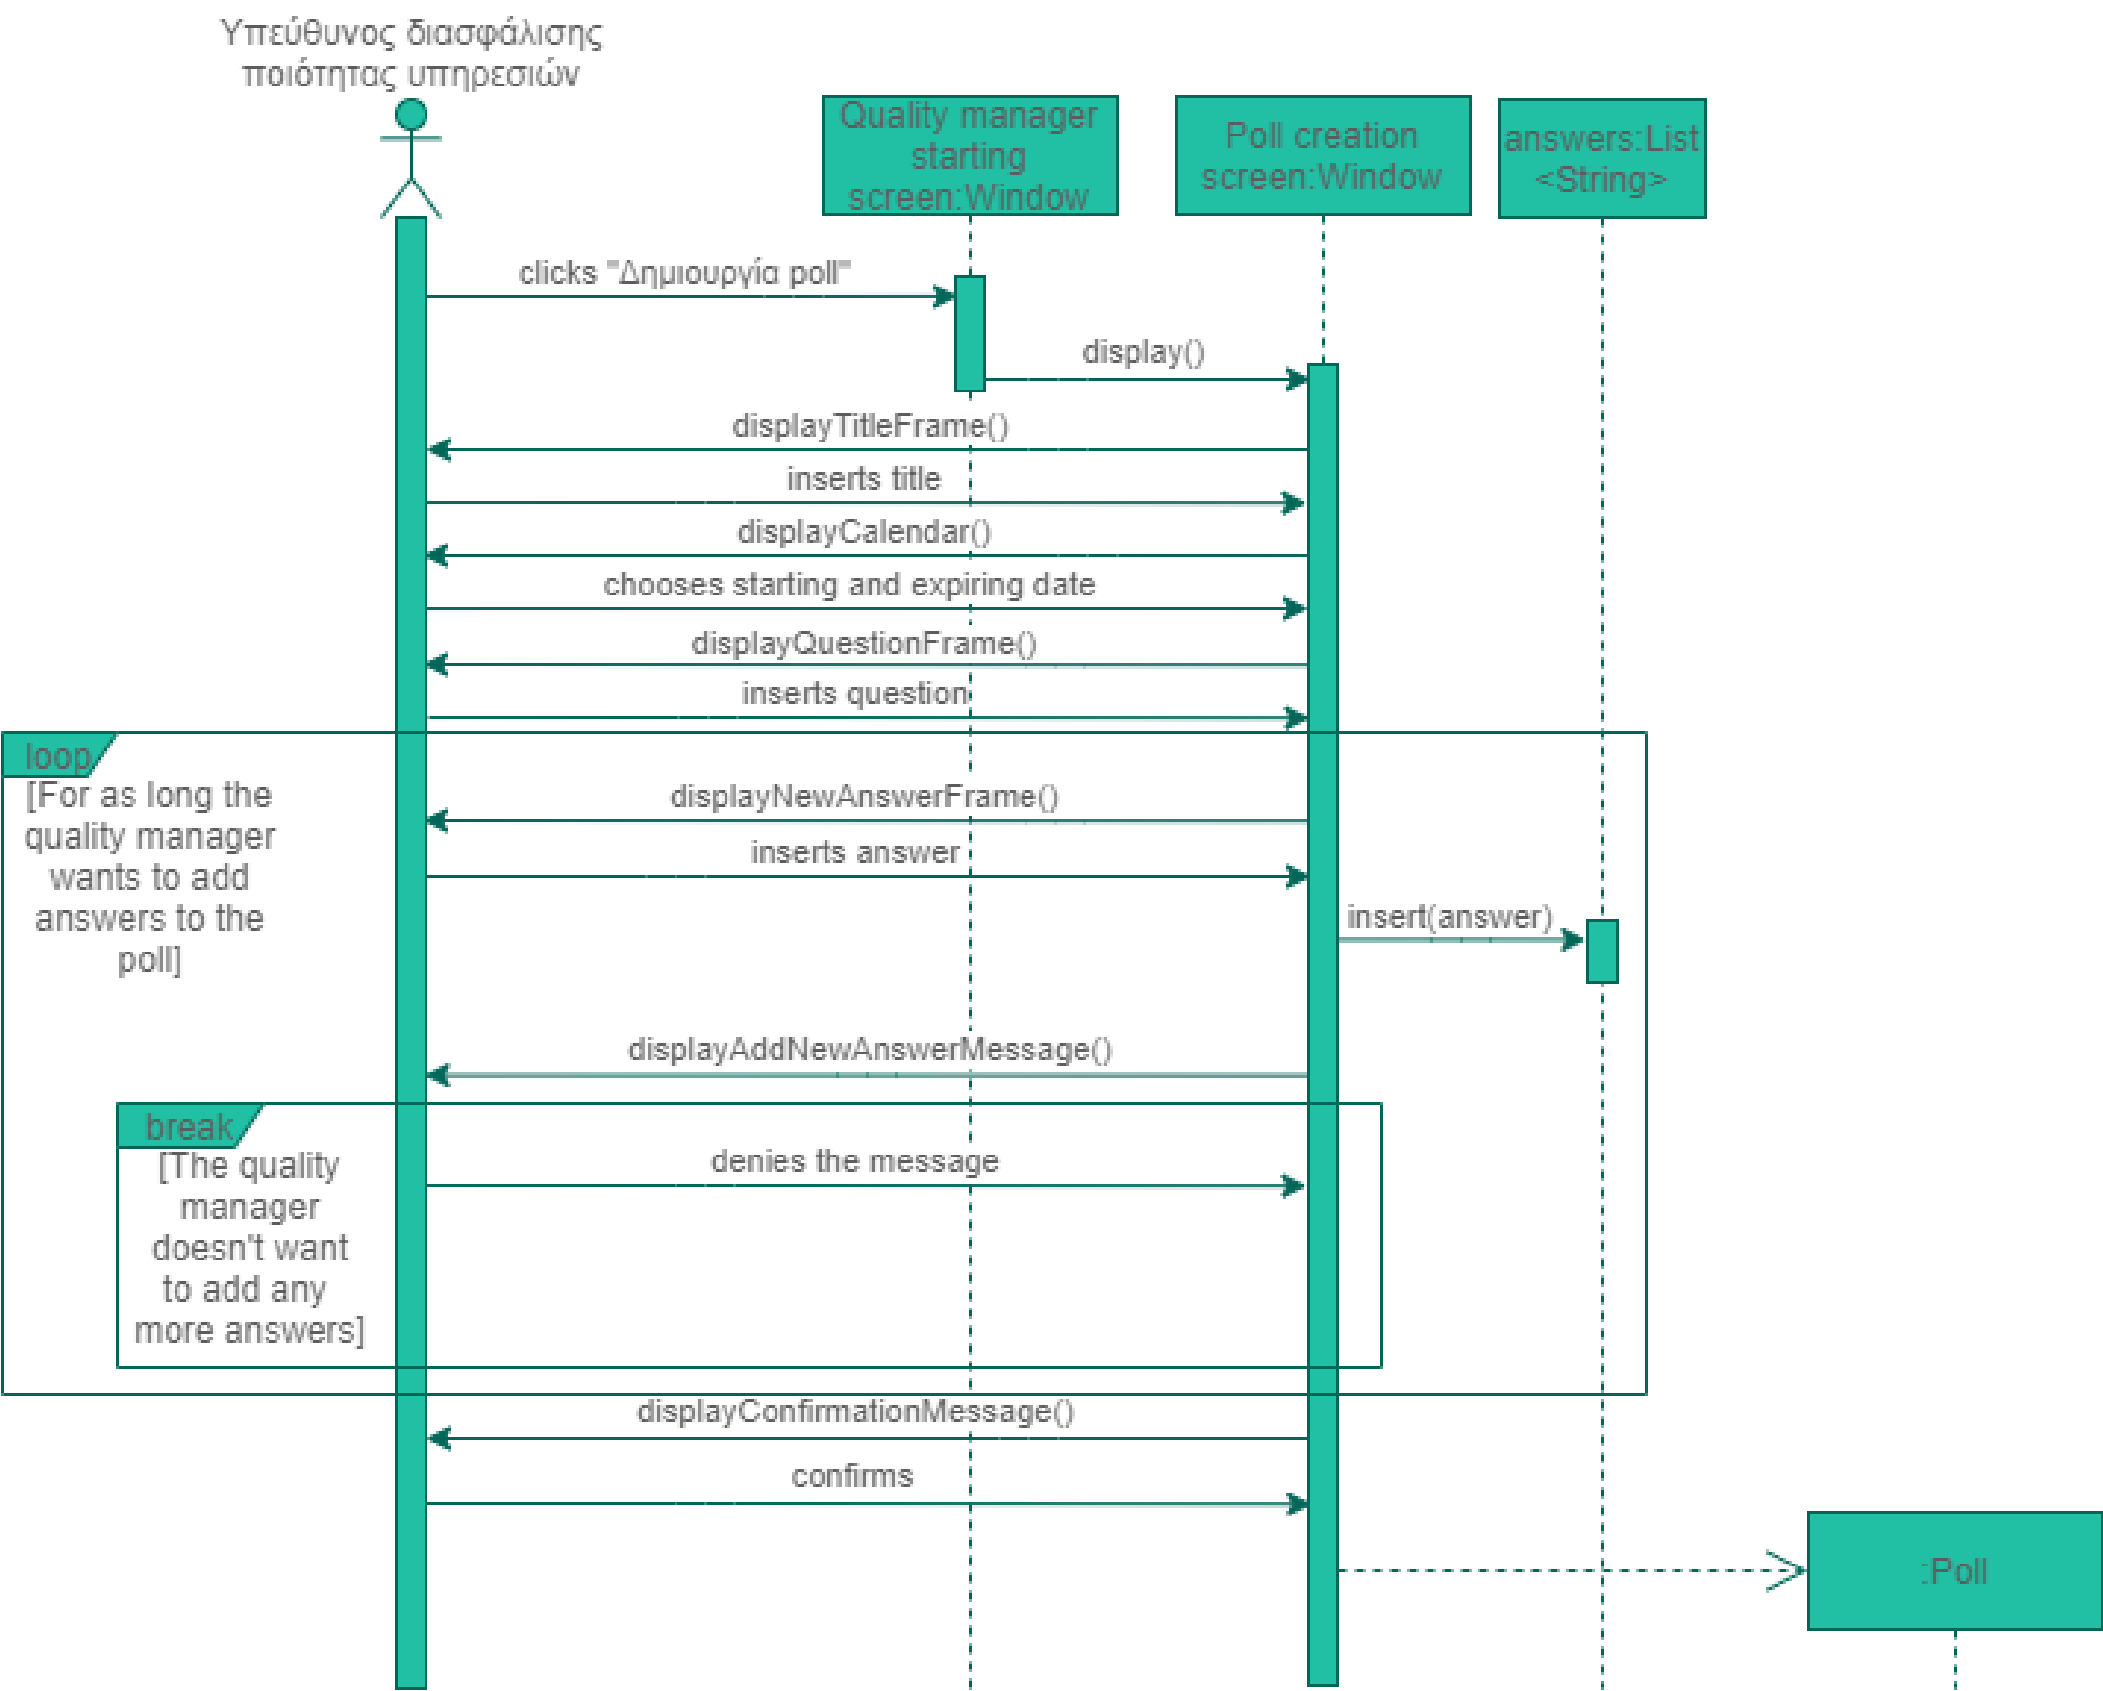 Υπεύθυνος διασφάλισης
ποιότητας υπηρεσιών
Quality manager
starting
screen:Window
Poll creation
screen:Window
answers:List
<String>
clicks "Δημιουργία poll"
display()
displayTitleFrame()
inserts title
displayCalendar()
chooses starting and expiring date
displayQuestionFrame()
inserts question
loop
[For as long the
quality manager
wants to add
answers to the
poll]
displayNewAnswerFrame()
inserts answer
insert(answer)
displayAddNewAnswerMessage()
break
[The quality
manager
doesn't want
to add any
more answers]
denies the message
displayConfirmationMessage()
confirms
:Poll